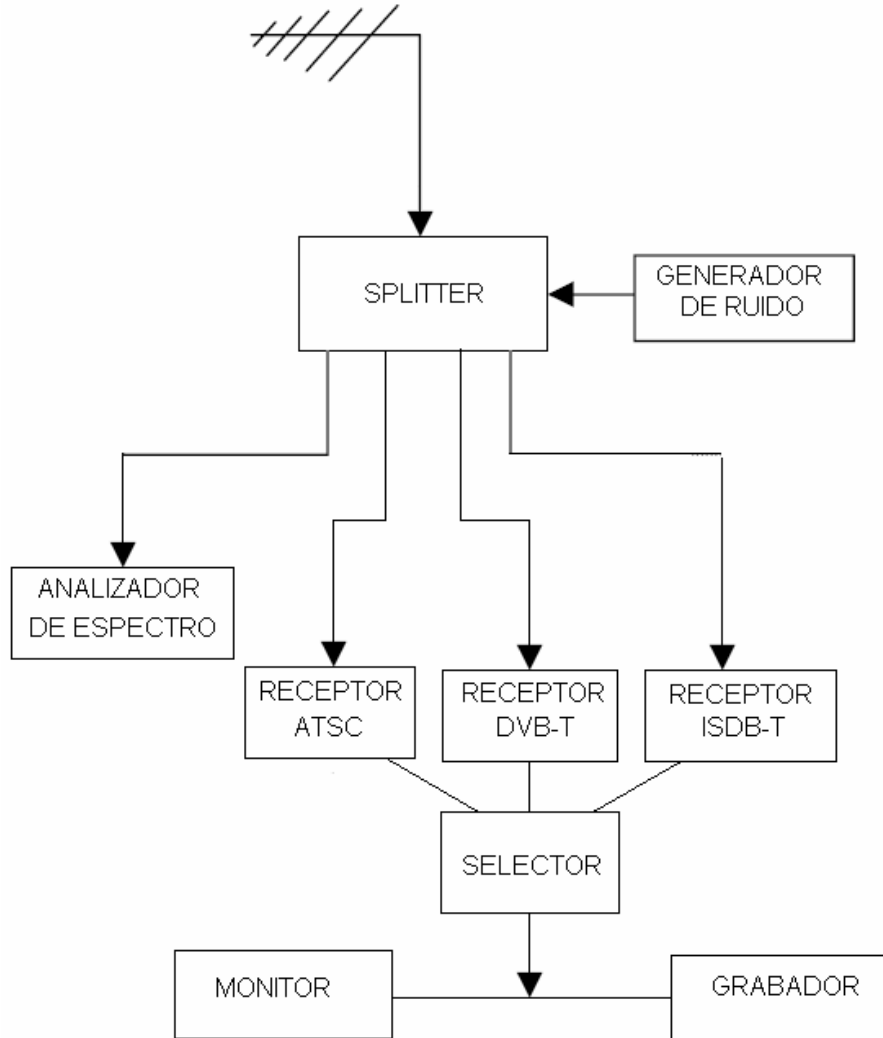 SPLITTER
GENERADOR
DE RUIDO
ANALIZADOR
DE ESPECTRO
RECEPTOR
ATSC
RECEPTOR
DVB-T
RECEPTOR
ISDB-T
SELECTOR
MONITOR
GRABADOR